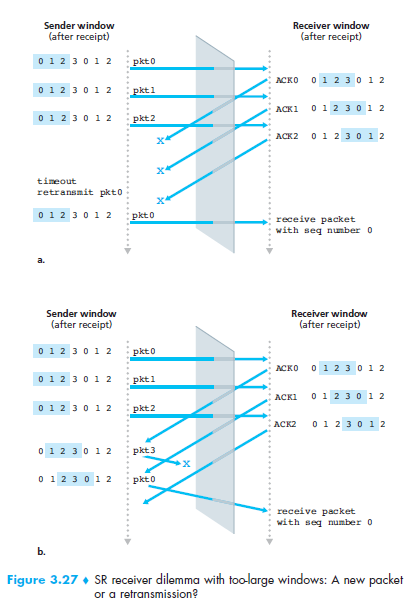 Sender window
(after receipt)
Receiver window
(after receipt)
0 1 2 3 0 1 2
pkt0
ACK0 0 1 2 3 0 1 2
0 1 2 3 0 1 2
pkt1
ACK1 0 1 2 3 0 1 2
0 1 2 3 0 1 2
pkt2
ACK2 0 1 2 3 0 1 2
x
x
x
timeout
retransmit pkt0
0 1 2 3 0 1 2
pkt0
receive packet
with seq number 0
a.
Sender window
(after receipt)
Receiver window
(after receipt)
0 1 2 3 0 1 2
pkt0
ACK0 0 1 2 3 0 1 2
0 1 2 3 0 1 2
pkt1
ACK1 0 1 2 3 0 1 2
0 1 2 3 0 1 2
pkt2
ACK2 0 1 2 3 0 1 2
0 1 2 3 0 1 2
pkt3
x
0 1 2 3 0 1 2
pkt0
receive packet
with seq number 0
b.
Figure 3.27 ♦ SR receiver dilemma with too-large windows: A new packet
or a retransmission?